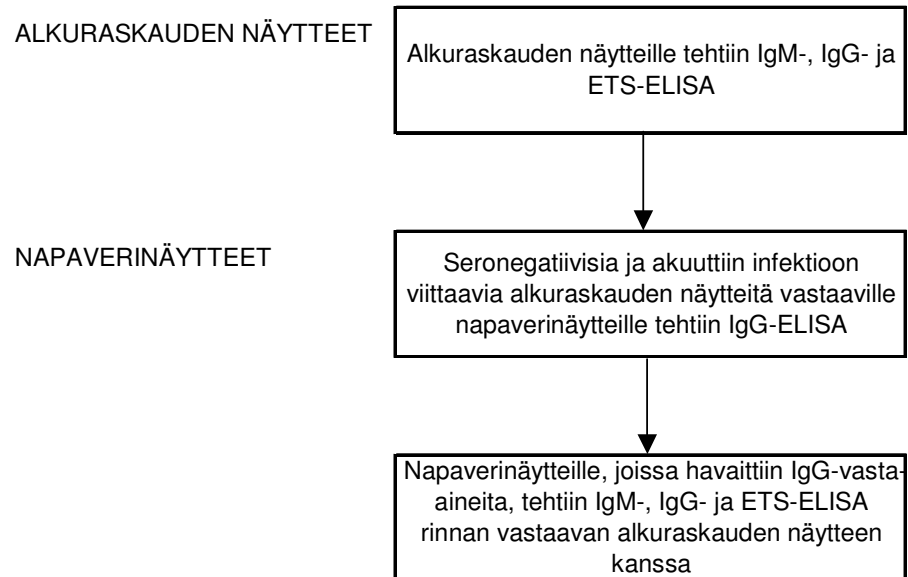 ALKURASKAUDEN NÄYTTEET
Alkuraskauden näytteille tehtiin IgM-, IgG- ja
ETS-ELISA
NAPAVERINÄYTTEET
Seronegatiivisia ja akuuttiin infektioon
viittaavia alkuraskauden näytteitä vastaaville
napaverinäytteille tehtiin IgG-ELISA
Napaverinäytteille, joissa havaittiin IgG-vasta-
aineita, tehtiin IgM-, IgG- ja ETS-ELISA
rinnan vastaavan alkuraskauden näytteen
kanssa